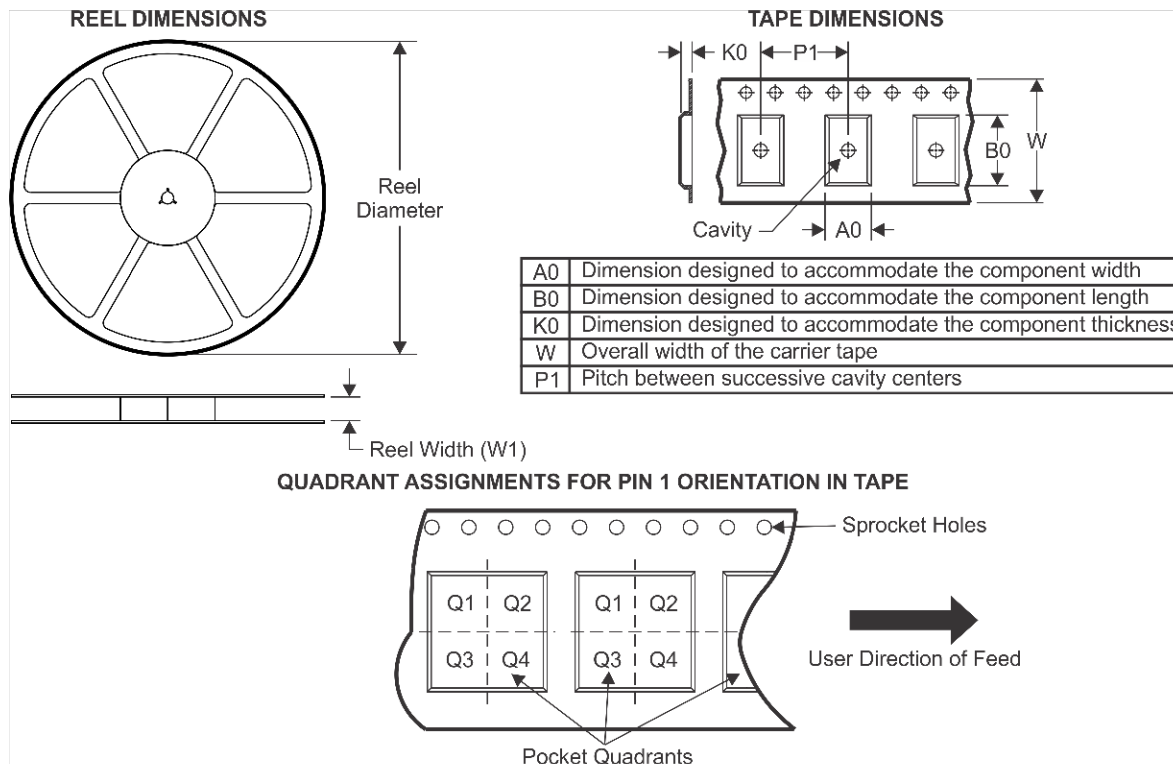 REEL DIMENSIONS
Reel
Diameter
Reel Width (W1)
TAPE DIMENSIONS
K0
P1
B0
W
Cavity
A0
A0 Dimension designed to accommodate the component width
B0 Dimension designed to accommodate the component length
K0 Dimension designed to accommodate the component thickness
W Overall width of the carrier tape
P1 Pitch between successive cavity centers
QUADRANT ASSIGNMENTS FOR PIN 1 ORIENTATION IN TAPE
Sprocket Holes
Q1 Q2 Q1 Q2
Q3 Q4 Q3 Q4
User Direction of Feed
Pocket Quadrants